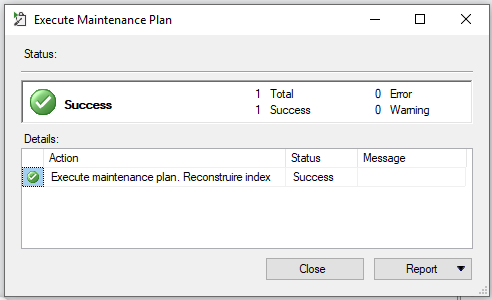 Execute Maintenance Plan
Status:
Success
1 Total 0 Error
1 Success 0 Warning
Details:
Action Status Message
Execute maintenance plan. Reconstruire index Success
Close Report